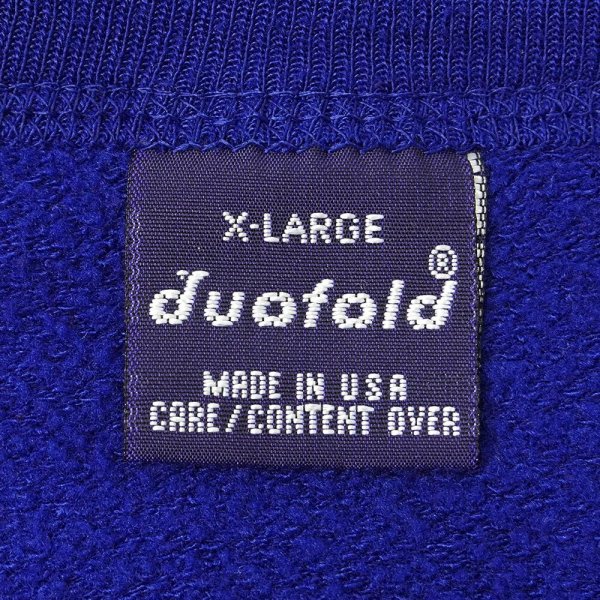 X-LARGE
duofold®
MADE IN USA
CARE/CONTENT OVER